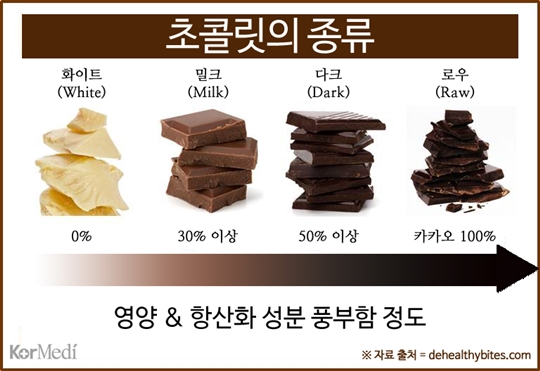 초콜릿의 종류
화이트 밀크 다크 로우
(White) (Milk) (Dark) (Raw)
0% 30% 이상 50% 이상 카카오 100%
영양 & 항산화 성분 풍부함 정도
KorMedi
※ 자료 출처 = dehealthybites.com